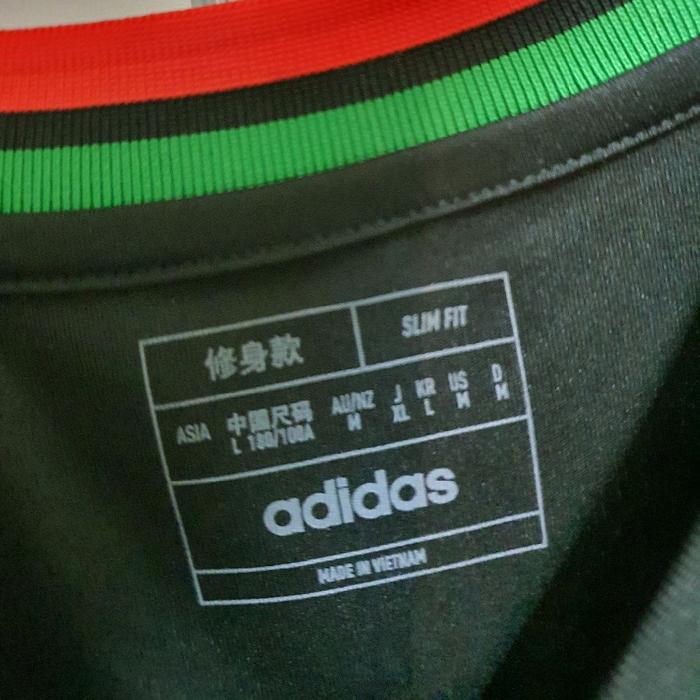 修身款 SLIM FIT
ASIA 中國尺码 AU/NZ J KR US D
L 180/100A M XL L M M
adidas
MADE IN VIETNAM